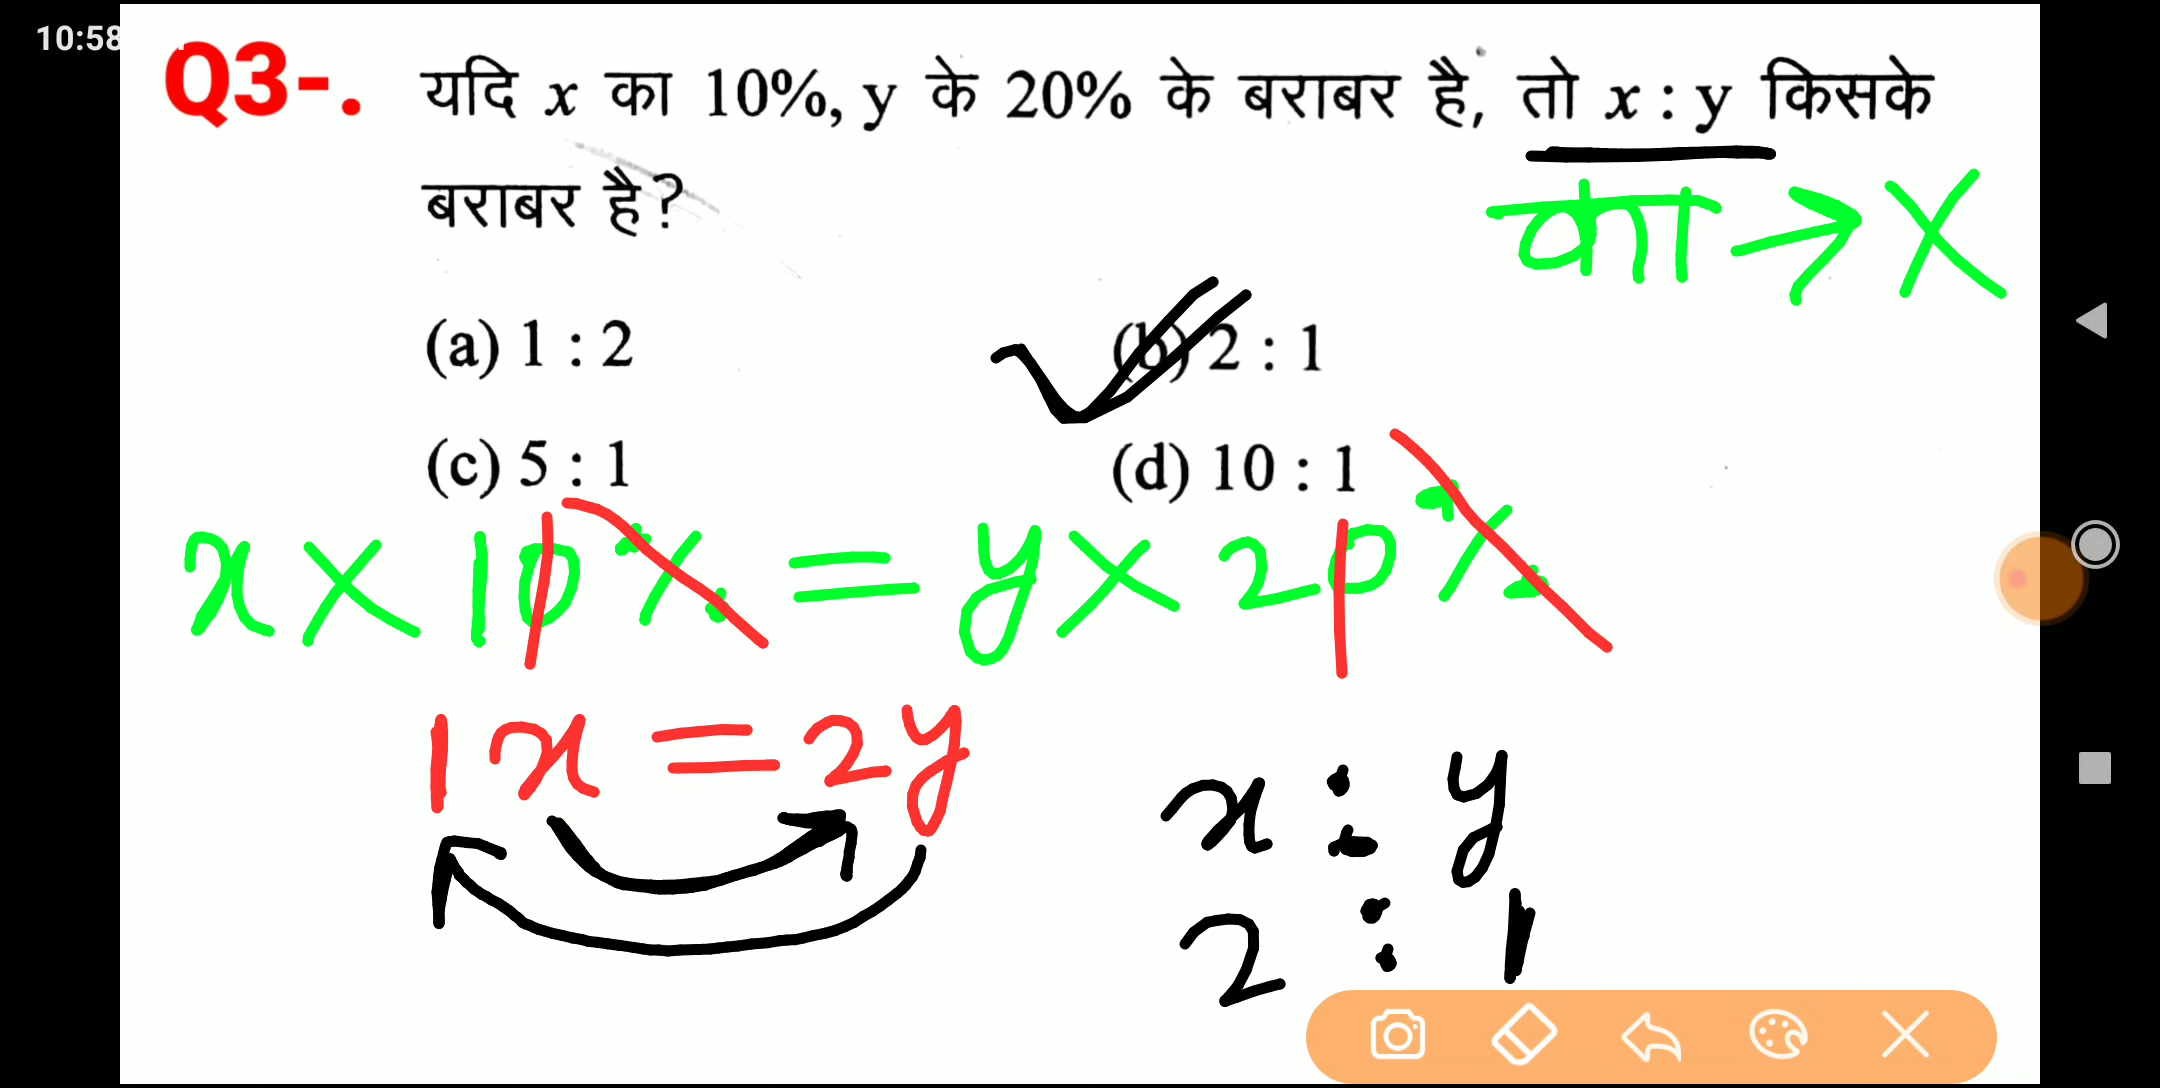 10:58
Q3-. यदि x का 10%, y के 20% के बराबर है, तो x : y किसके
बराबर है?
का → X
(a) 1 : 2
(b) 2 : 1
(c) 5 : 1
(d) 10 : 1
x × 10% = y × 20%
1x = 2y
x : y
2 : 1